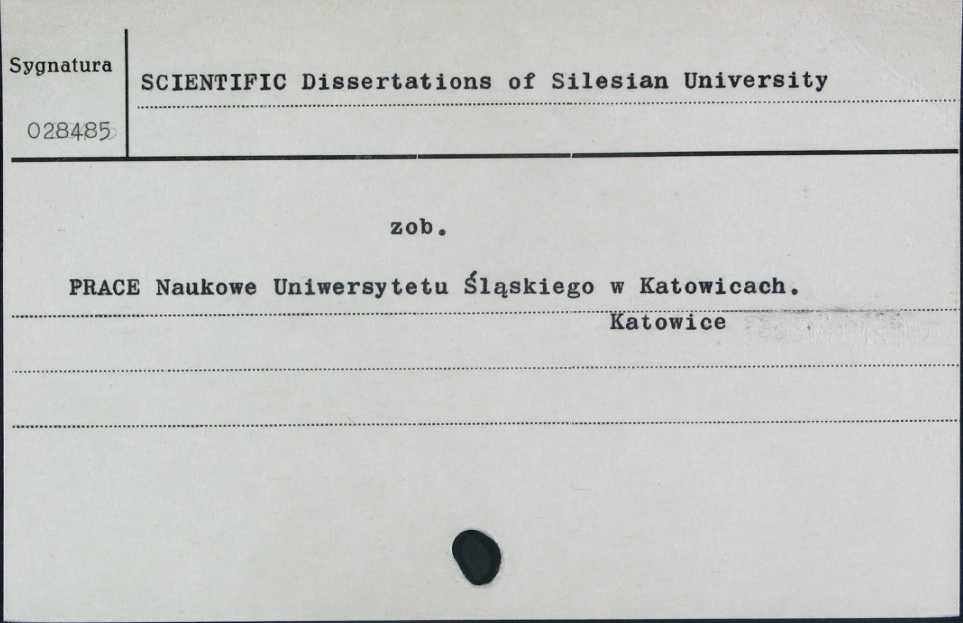 Sygnatura
SCIENTIFIC Dissertations of Silesian University
028485
zob.
PRACE Naukowe Uniwersytetu Śląskiego w Katowicach.
Katowice